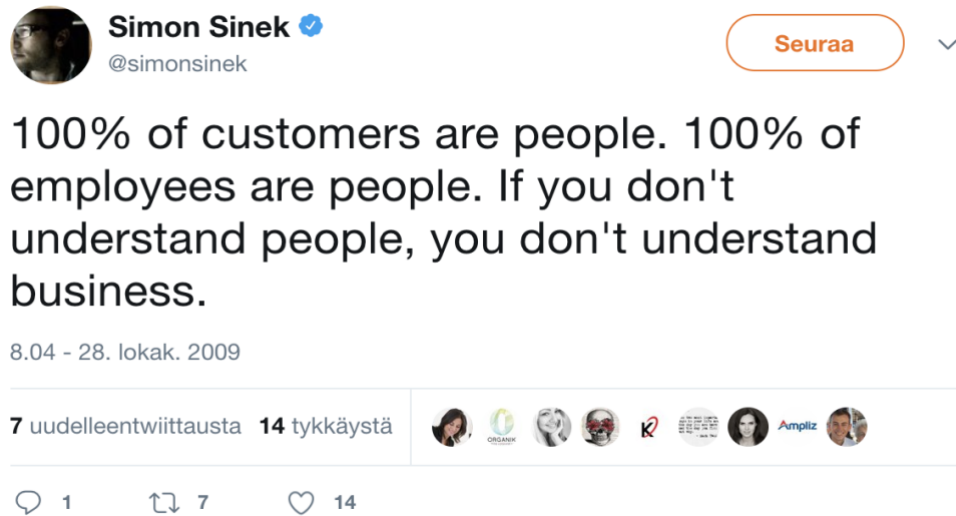 Simon Sinek
@simonsinek
Seuraa
100% of customers are people. 100% of
employees are people. If you don't
understand people, you don't understand
business.
8.04 - 28. lokak. 2009
7 uudelleentwiittausta 14 tykkäystä
ORGANIK
K
Ampliz
1 7 14